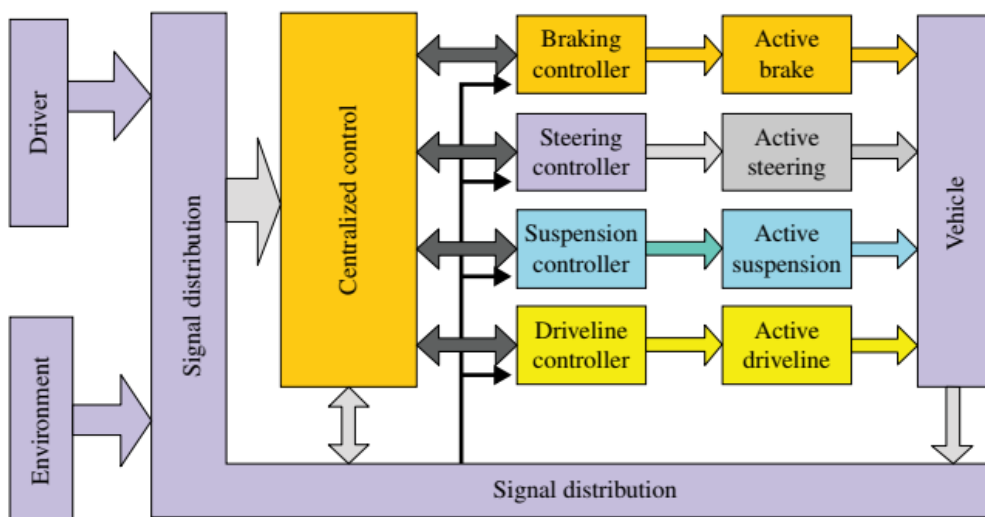 Driver
Environment
Signal distribution
Centralized control
Braking
controller
Active
brake
Steering
controller
Active
steering
Suspension
controller
Active
suspension
Driveline
controller
Active
driveline
Vehicle
Signal distribution